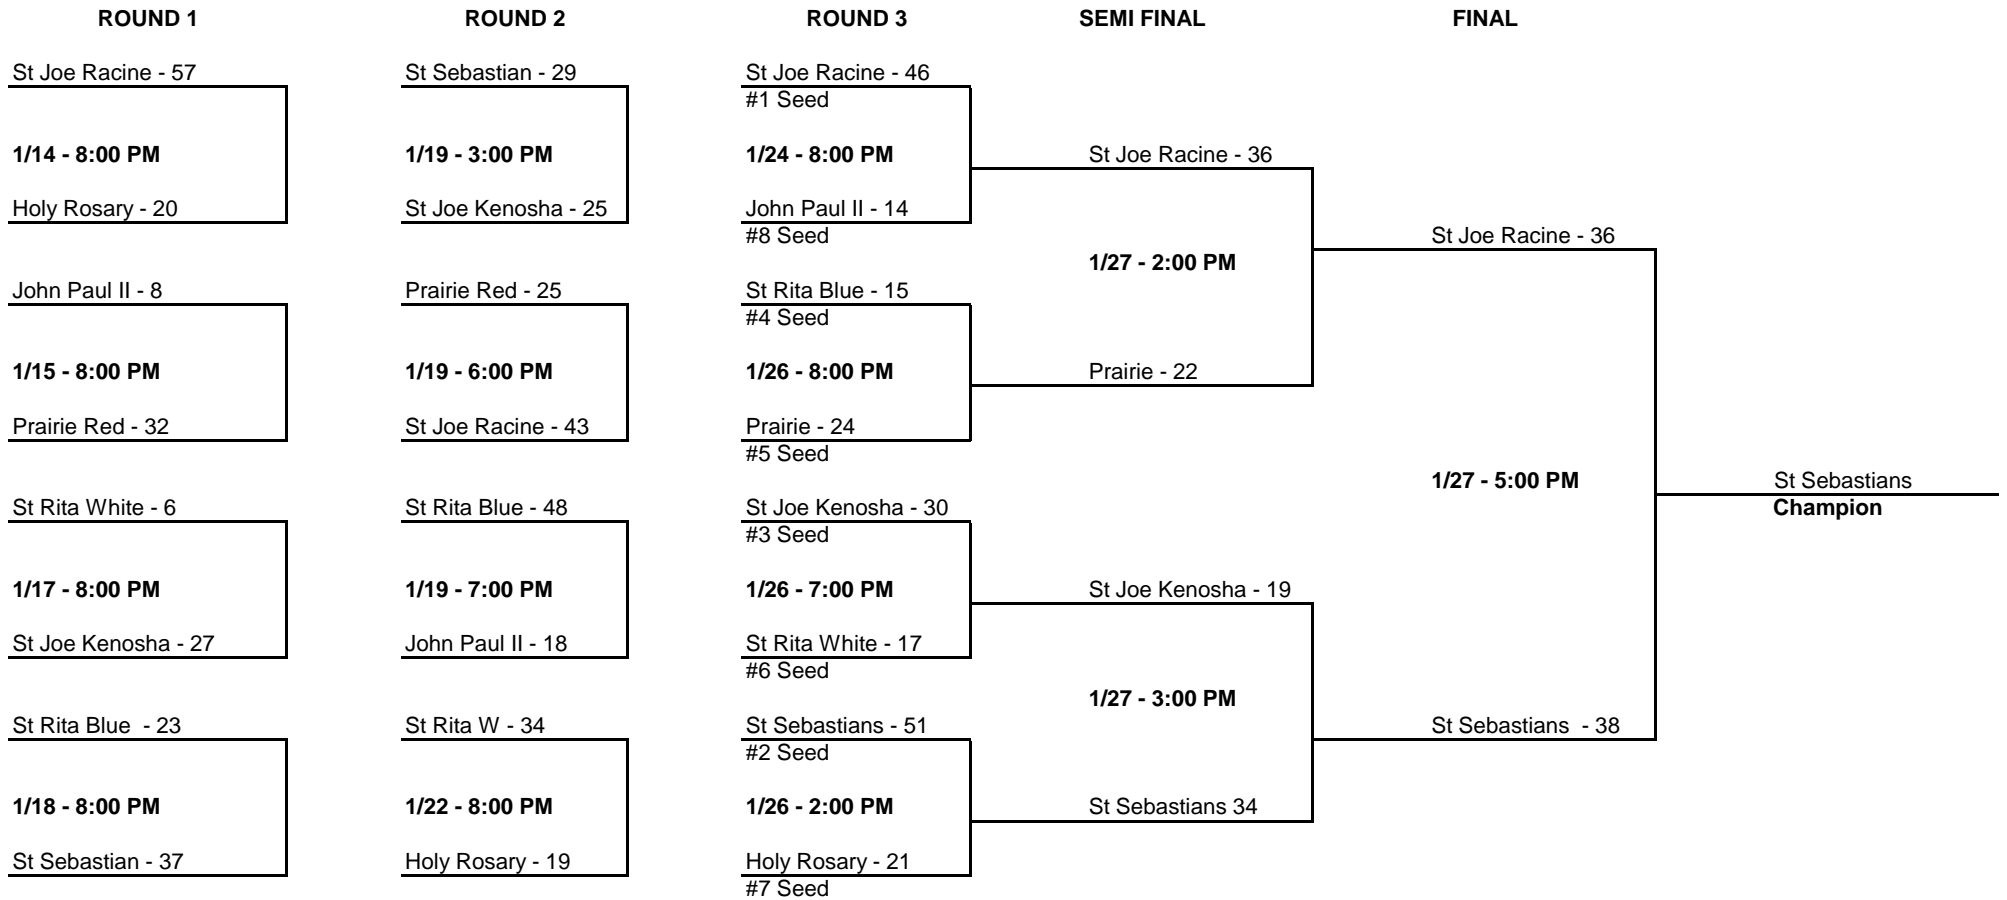 ROUND 1
ROUND 2
ROUND 3
SEMI FINAL
FINAL
St Joe Racine - 57
1/14 - 8:00 PM
Holy Rosary - 20
John Paul II - 8
1/15 - 8:00 PM
Prairie Red - 32
St Rita White - 6
1/17 - 8:00 PM
St Joe Kenosha - 27
St Rita Blue  - 23
1/18 - 8:00 PM
St Sebastian - 37
St Sebastian - 29
1/19 - 3:00 PM
St Joe Kenosha - 25
Prairie Red - 25
1/19 - 6:00 PM
St Joe Racine - 43
St Rita Blue - 48
1/19 - 7:00 PM
John Paul II - 18
St Rita W - 34
1/22 - 8:00 PM
Holy Rosary - 19
St Joe Racine - 46
#1 Seed
1/24 - 8:00 PM
John Paul II - 14
#8 Seed
St Rita Blue - 15
#4 Seed
1/26 - 8:00 PM
Prairie - 24
#5 Seed
St Joe Kenosha - 30
#3 Seed
1/26 - 7:00 PM
St Rita White - 17
#6 Seed
St Sebastians - 51
#2 Seed
1/26 - 2:00 PM
Holy Rosary - 21
#7 Seed
St Joe Racine - 36
1/27 - 2:00 PM
Prairie - 22
St Joe Kenosha - 19
1/27 - 3:00 PM
St Sebastians 34
St Joe Racine - 36
1/27 - 5:00 PM
St Sebastians  - 38
St Sebastians
Champion